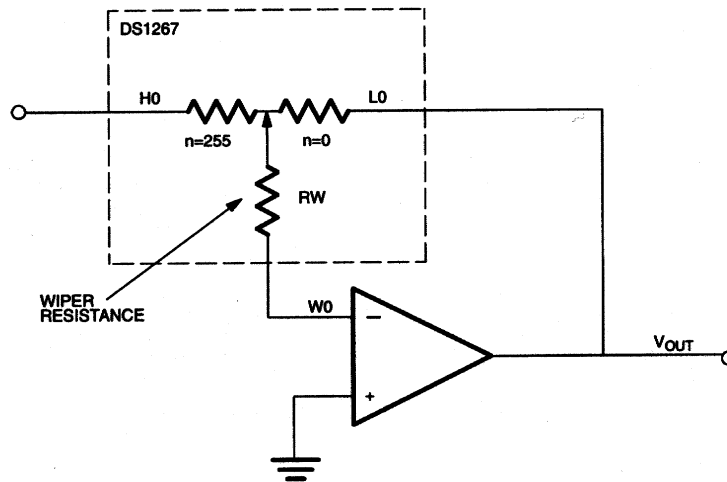 DS1267
H0
L0
n=255
n=0
RW
WIPER
RESISTANCE
W0
−
+
VOUT